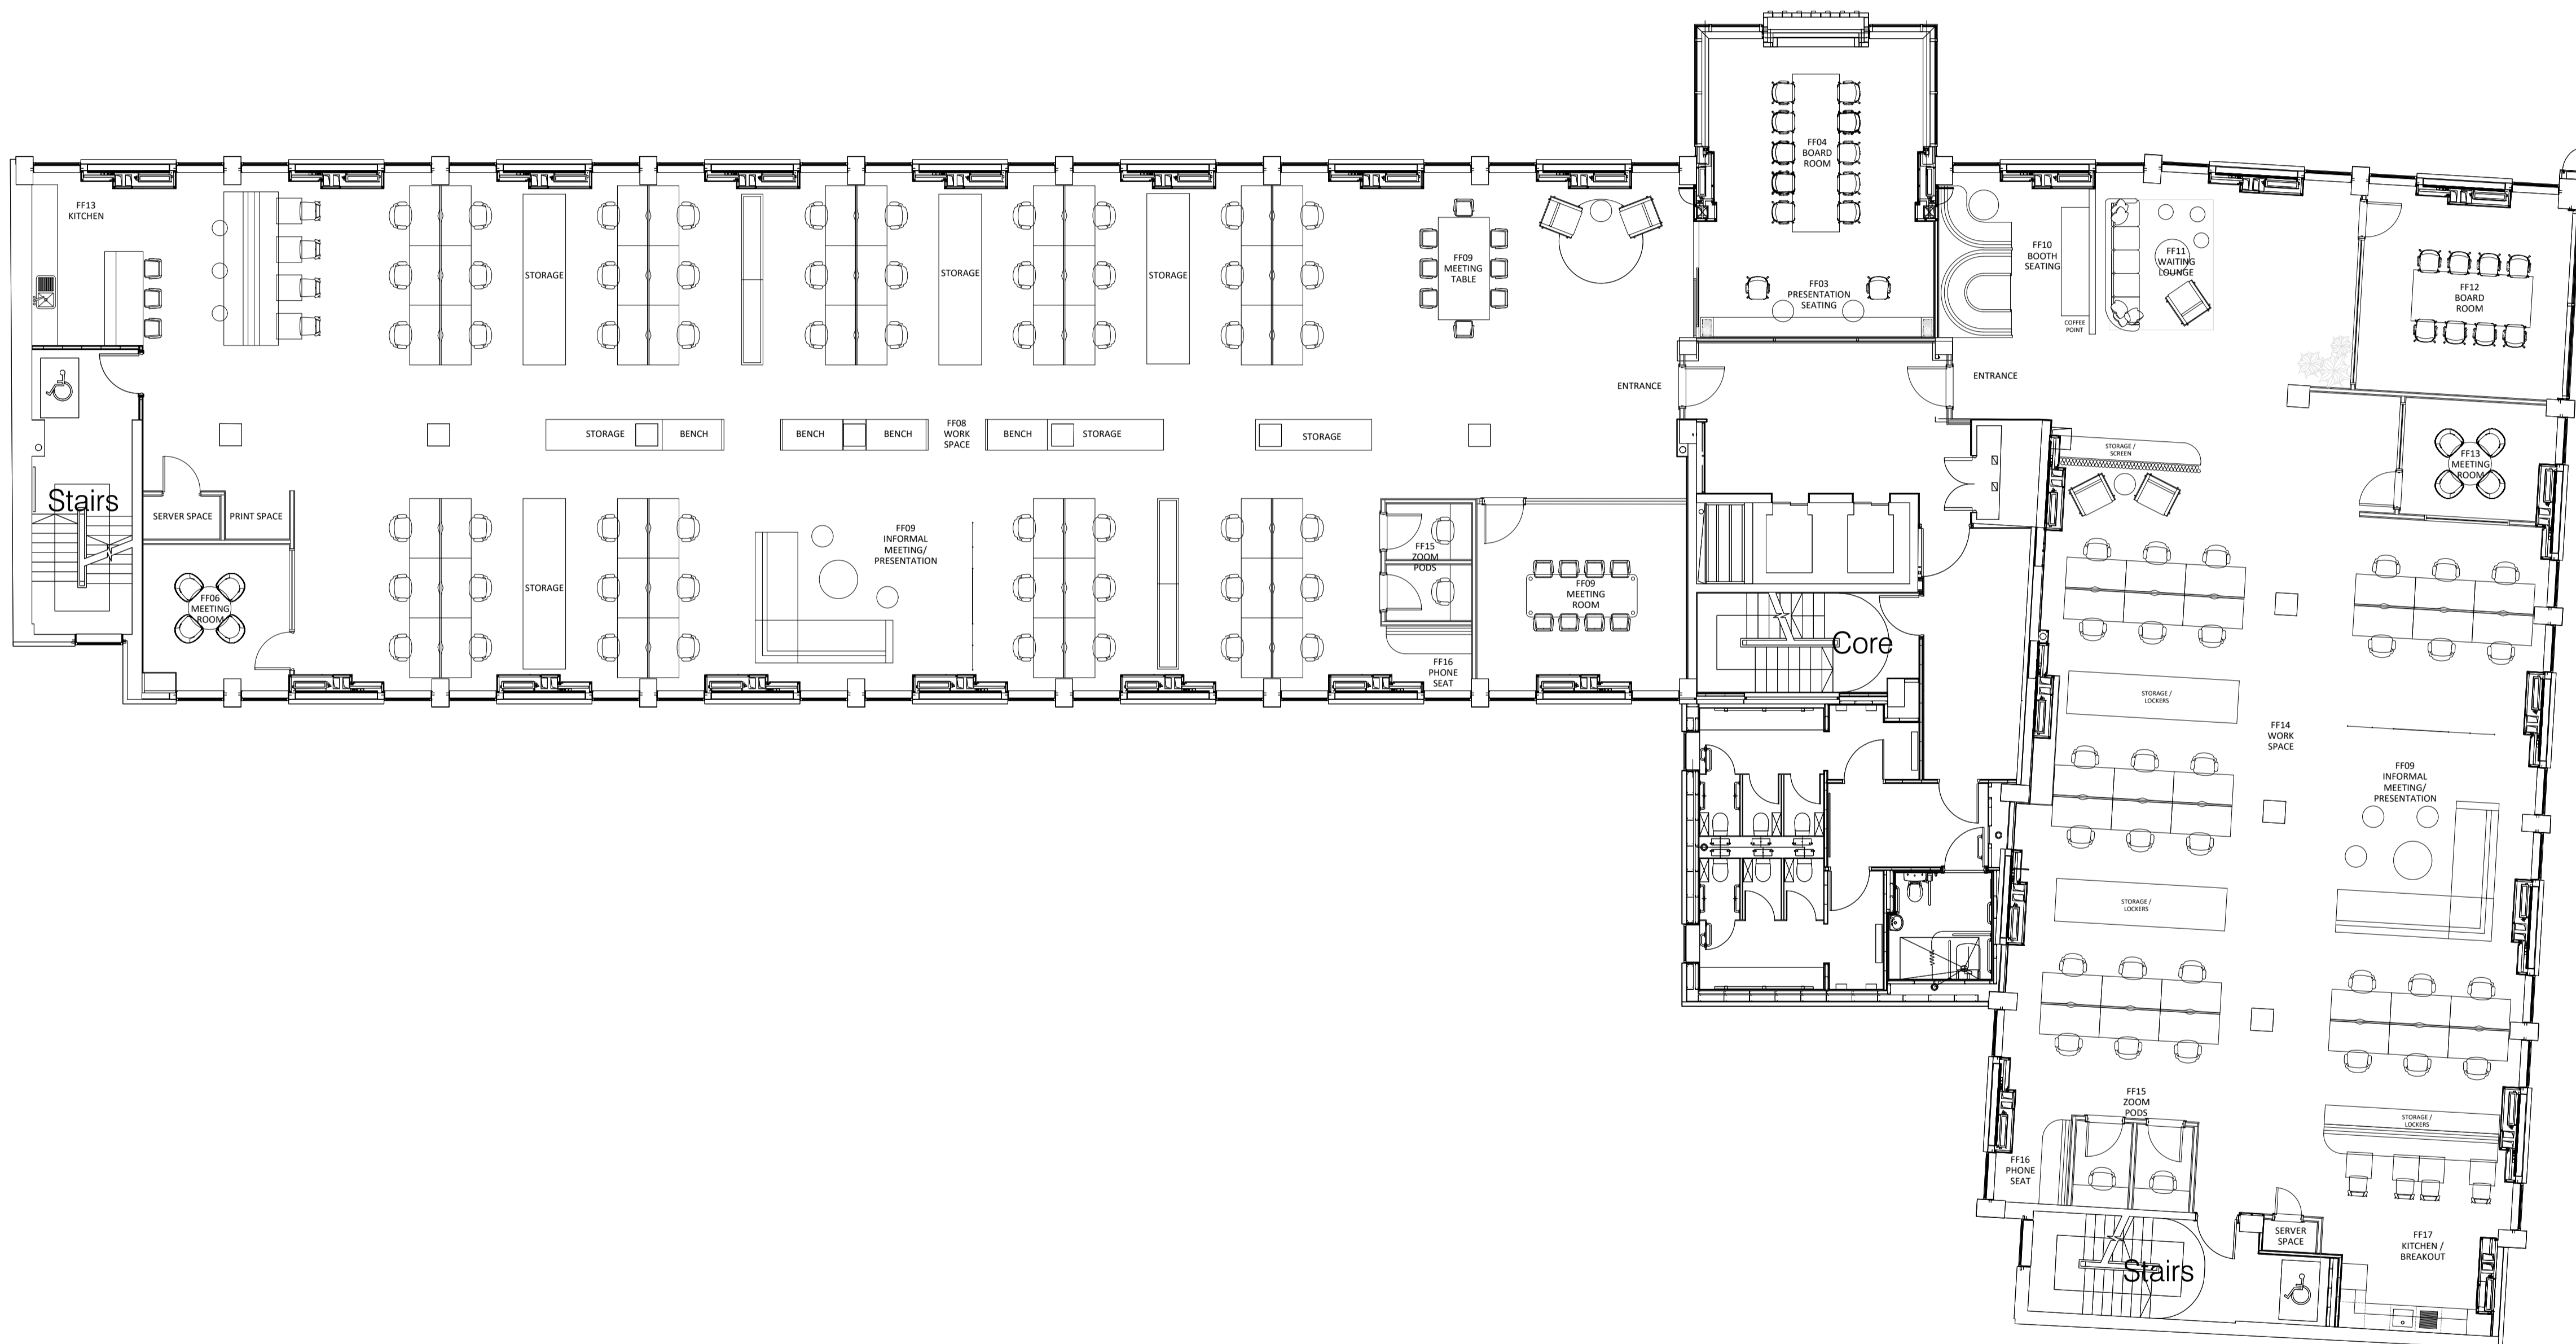 FF04
BOARD
ROOM
FF13
KITCHEN
FF10
BOOTH
SEATING
FF11
WAITING
LOUNGE
FF09
MEETING
TABLE
STORAGE
STORAGE
STORAGE
FF03
PRESENTATION
SEATING
FF12
BOARD
ROOM
COFFEE
POINT
ENTRANCE
ENTRANCE
STORAGE
BENCH
BENCH
BENCH
FF08
WORK
SPACE
BENCH
STORAGE
STORAGE
STORAGE /
SCREEN
FF13
MEETING
ROOM
Stairs
SERVER SPACE
PRINT SPACE
FF09
INFORMAL
MEETING/
PRESENTATION
FF15
ZOOM
PODS
STORAGE
FF09
MEETING
ROOM
FF06
MEETING
ROOM
Core
FF16
PHONE
SEAT
STORAGE /
LOCKERS
FF14
WORK
SPACE
FF09
INFORMAL
MEETING/
PRESENTATION
STORAGE /
LOCKERS
FF15
ZOOM
PODS
STORAGE /
LOCKERS
FF16
PHONE
SEAT
SERVER
SPACE
FF17
KITCHEN /
BREAKOUT
Stairs